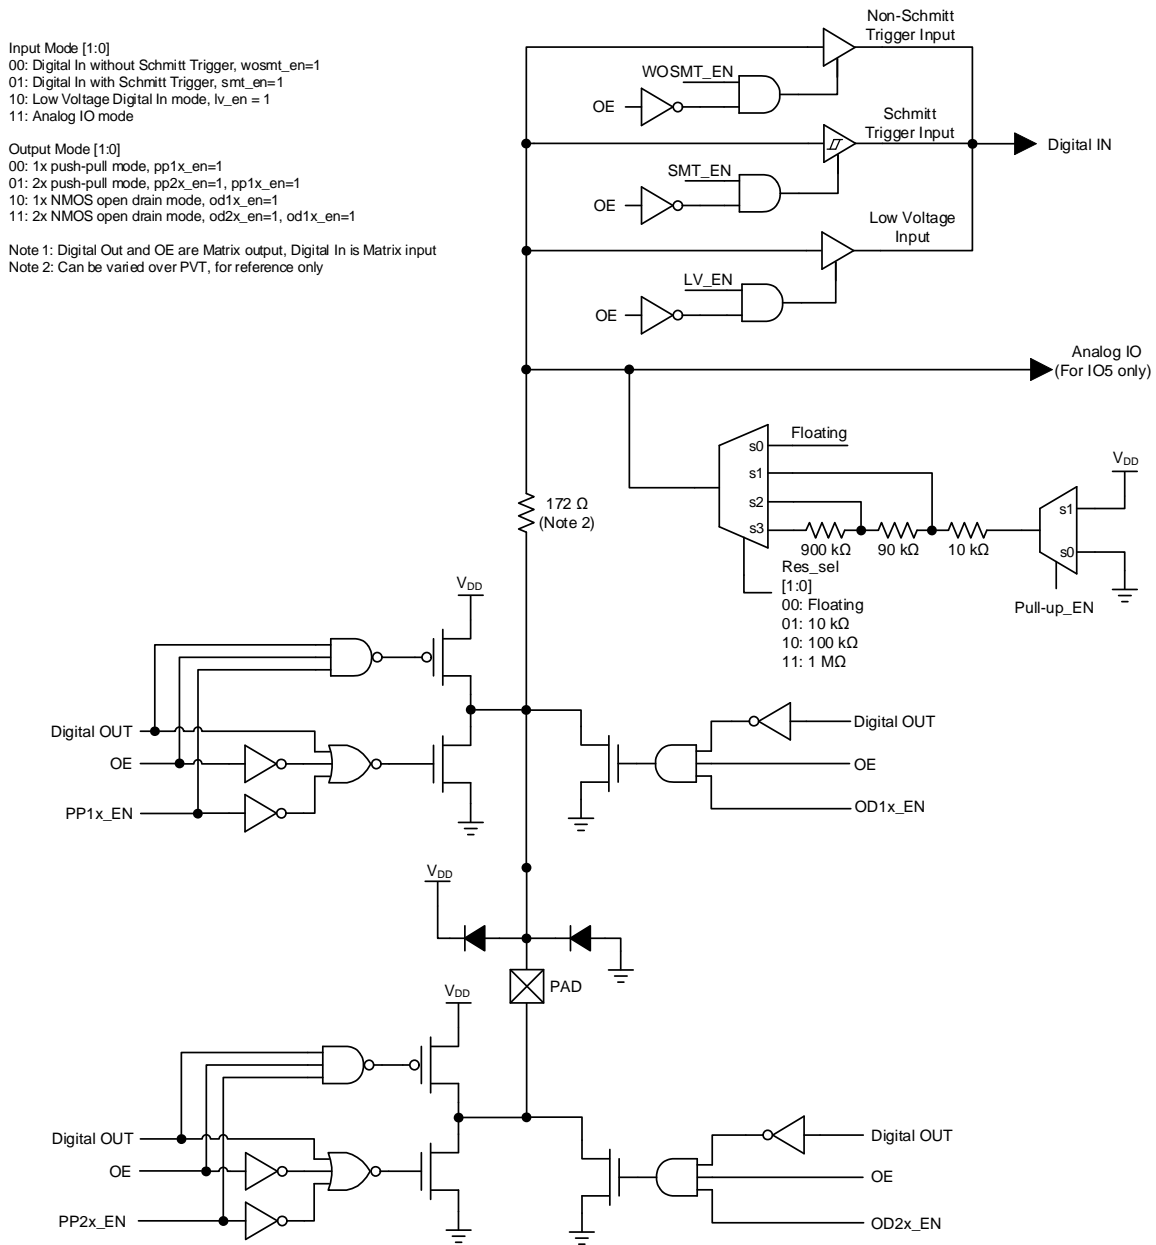 Non-Schmitt
Trigger Input
Input Mode [1:0]
00: Digital In without Schmitt Trigger, wosmt_en=1
01: Digital In with Schmitt Trigger, smt_en=1
10: Low Voltage Digital In mode, lv_en = 1
11: Analog IO mode
Output Mode [1:0]
00: 1x push-pull mode, pp1x_en=1
01: 2x push-pull mode, pp2x_en=1, pp1x_en=1
10: 1x NMOS open drain mode, od1x_en=1
11: 2x NMOS open drain mode, od2x_en=1, od1x_en=1
Note 1: Digital Out and OE are Matrix output, Digital In is Matrix input
Note 2: Can be varied over PVT, for reference only
WOSMT_EN
OE
Schmitt
Trigger Input
Digital IN
SMT_EN
OE
Low Voltage
Input
LV_EN
OE
Analog IO
(For IO5 only)
Floating
s0
s1
s2
s3
VDD
s1
s0
172 Ω
(Note 2)
900 kΩ
90 kΩ
10 kΩ
Pull-up_EN
Res_sel
[1:0]
00: Floating
01: 10 kΩ
10: 100 kΩ
11: 1 MΩ
VDD
Digital OUT
OE
PP1x_EN
Digital OUT
OE
OD1x_EN
VDD
PAD
VDD
Digital OUT
OE
PP2x_EN
Digital OUT
OE
OD2x_EN